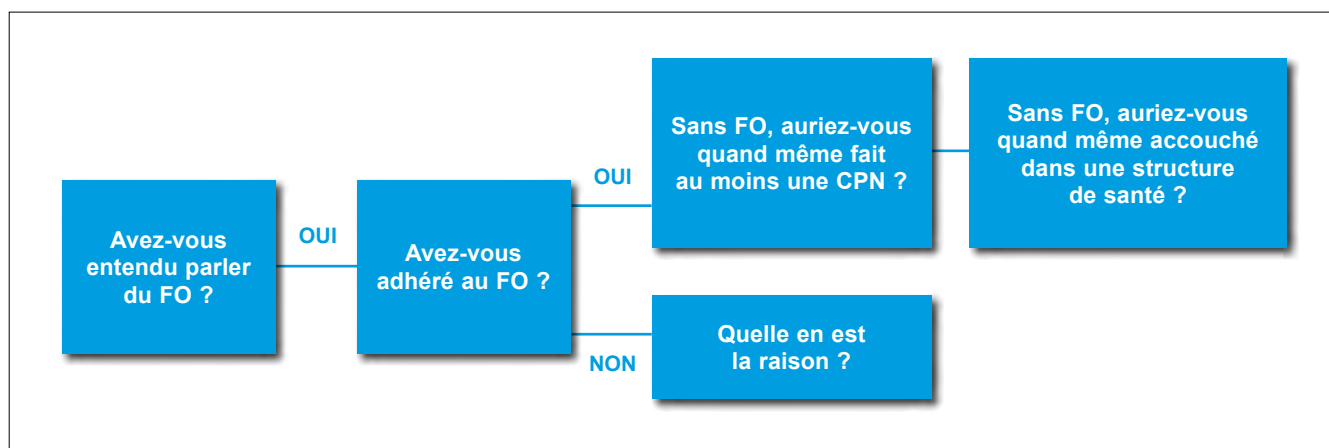 Avez-vous
entendu parler
du FO ?
OUI
Avez-vous
adhéré au FO ?
OUI
Sans FO, auriez-vous
quand même fait
au moins une CPN ?
Sans FO, auriez-vous
quand même accouché
dans une structure
de santé ?
NON
Quelle en est
la raison ?